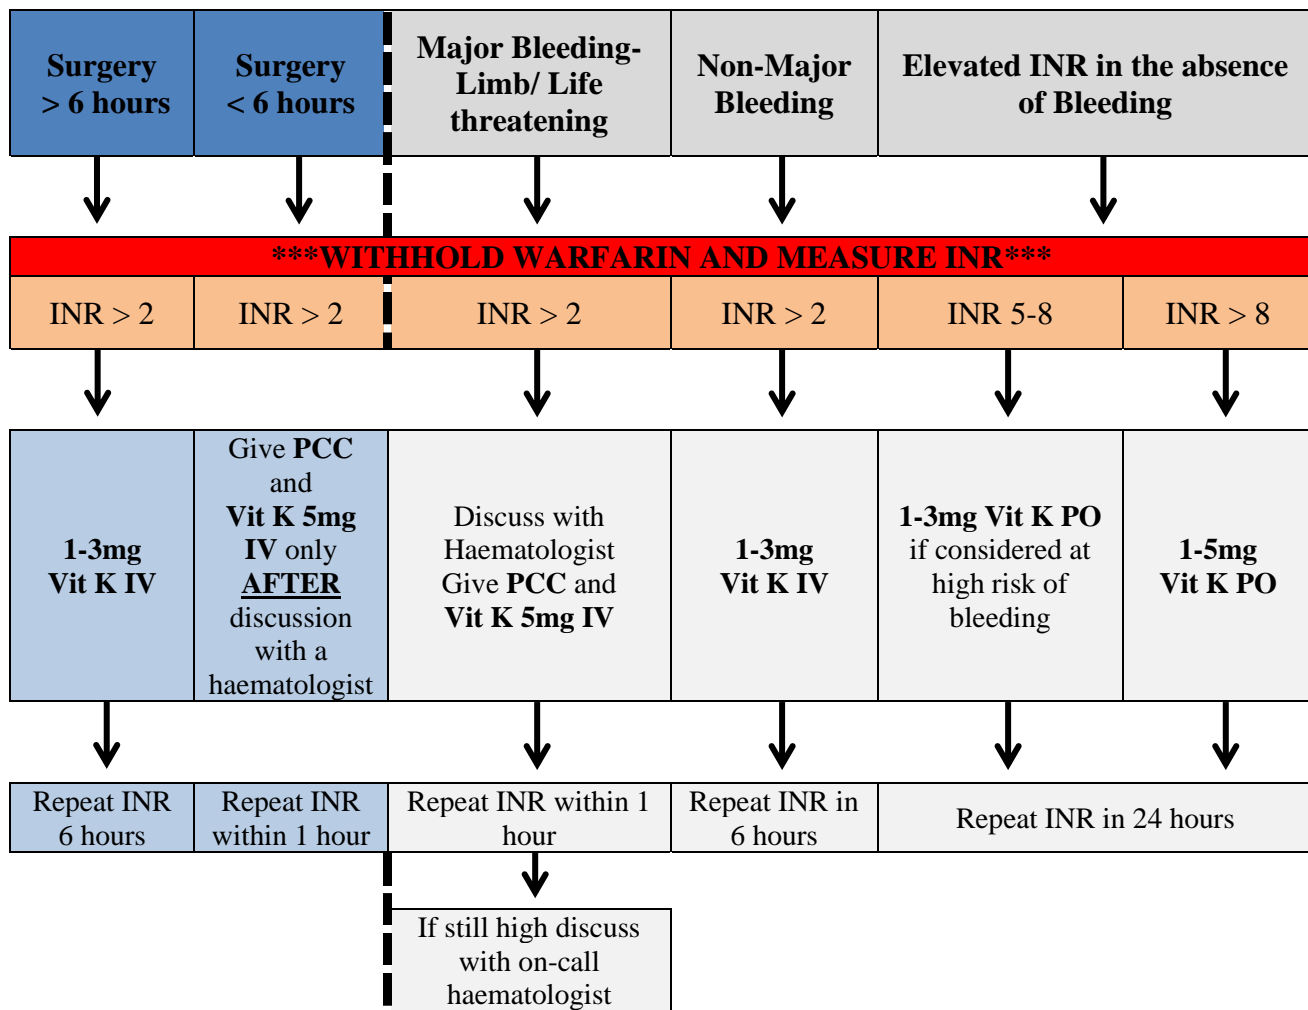 Surgery
> 6 hours
Surgery
< 6 hours
Major Bleeding-
Limb/ Life
threatening
Non-Major
Bleeding
Elevated INR in the absence
of Bleeding
***WITHHOLD WARFARIN AND MEASURE INR***
INR > 2
INR > 2
INR > 2
INR > 2
INR 5-8
INR > 8
1-3mg
Vit K IV
Give PCC
and
Vit K 5mg
IV only
AFTER
discussion
with a
haematologist
Discuss with
Haematologist
Give PCC and
Vit K 5mg IV
1-3mg
Vit K IV
1-3mg Vit K PO
if considered at
high risk of
bleeding
1-5mg
Vit K PO
Repeat INR
6 hours
Repeat INR
within 1 hour
Repeat INR within 1
hour
Repeat INR in
6 hours
Repeat INR in 24 hours
If still high discuss
with on-call
haematologist